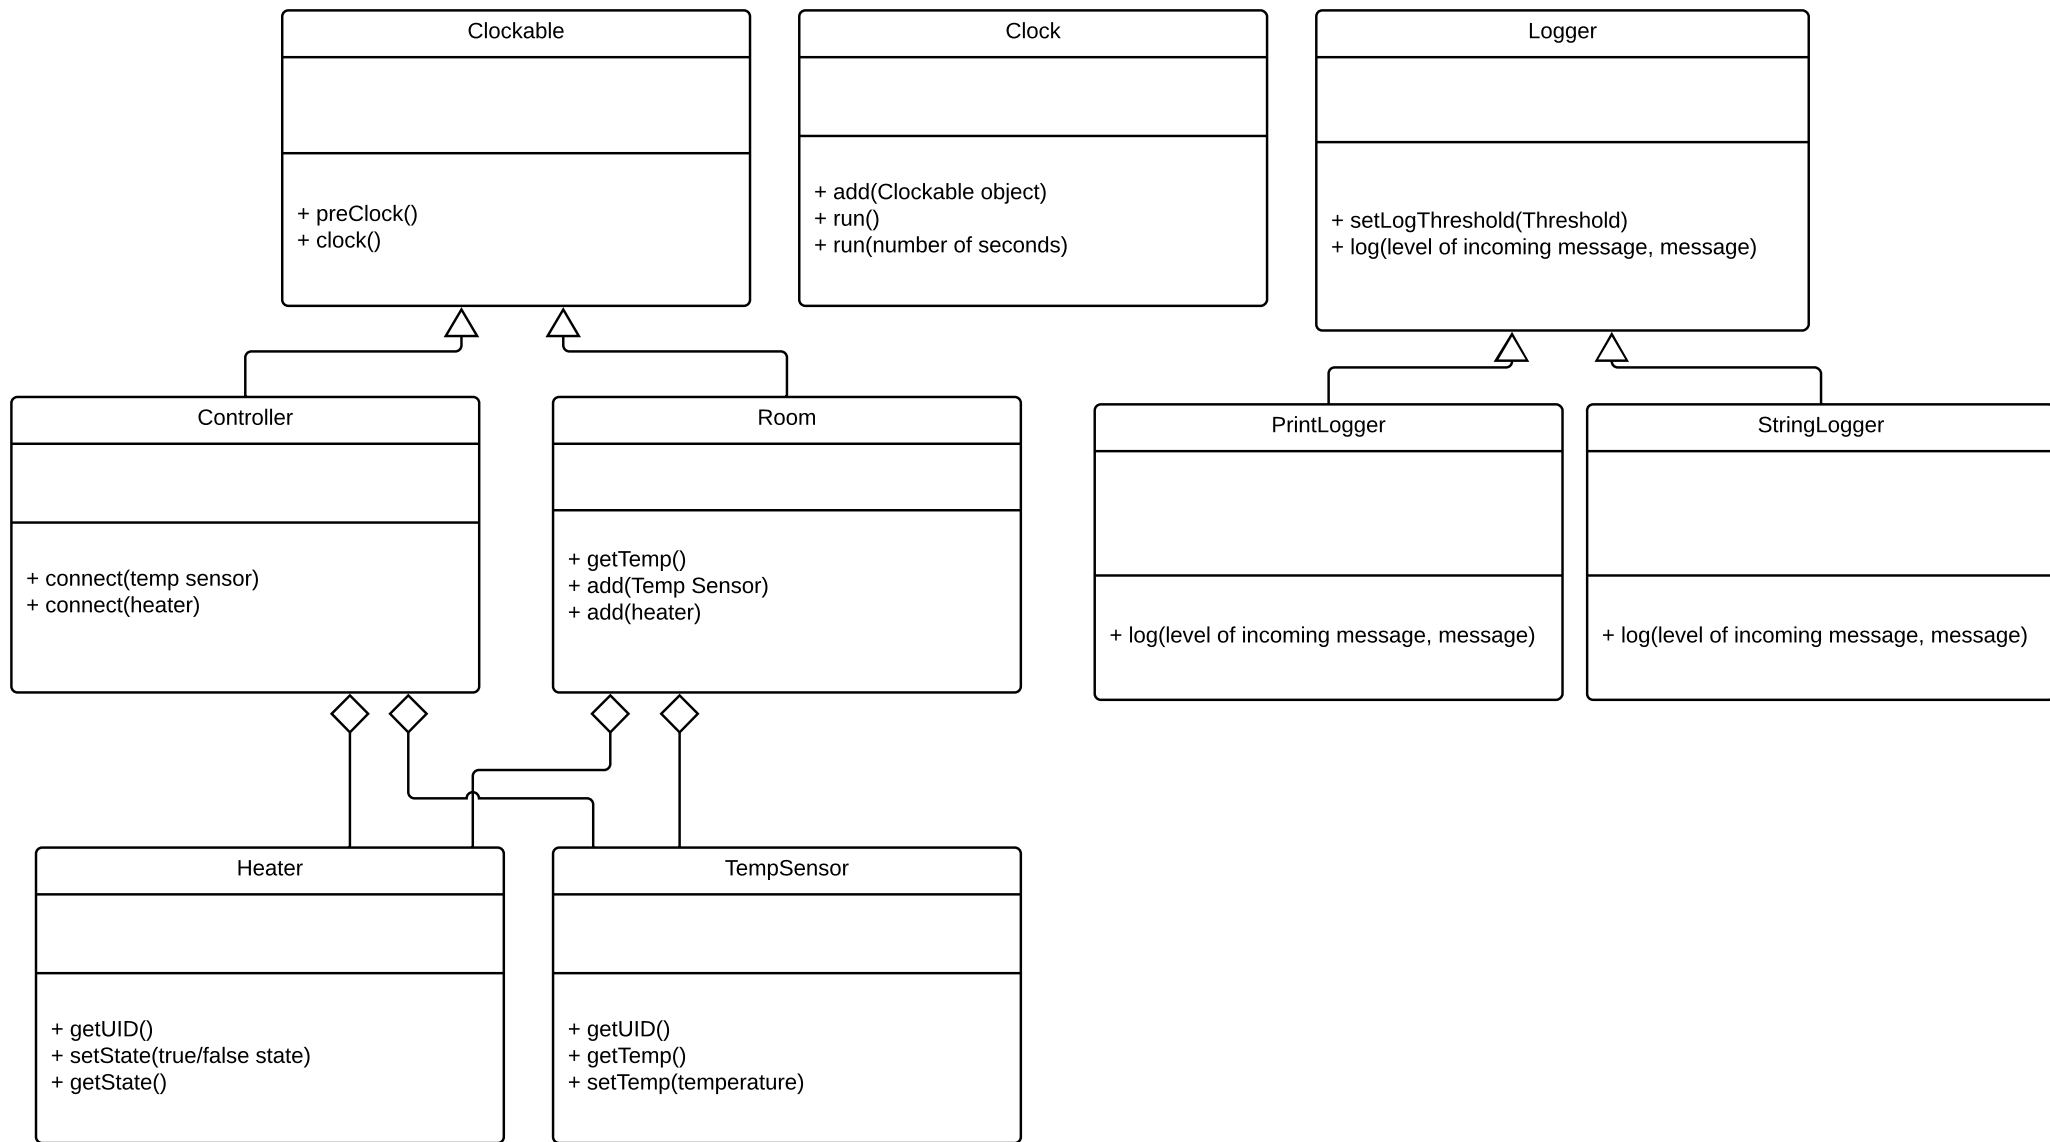 Clockable
+ preClock()
+ clock()
Clock
+ add(Clockable object)
+ run()
+ run(number of seconds)
Logger
+ setLogThreshold(Threshold)
+ log(level of incoming message, message)
Controller
+ connect(temp sensor)
+ connect(heater)
Room
+ getTemp()
+ add(Temp Sensor)
+ add(heater)
PrintLogger
+ log(level of incoming message, message)
StringLogger
+ log(level of incoming message, message)
Heater
+ getUID()
+ setState(true/false state)
+ getState()
TempSensor
+ getUID()
+ getTemp()
+ setTemp(temperature)